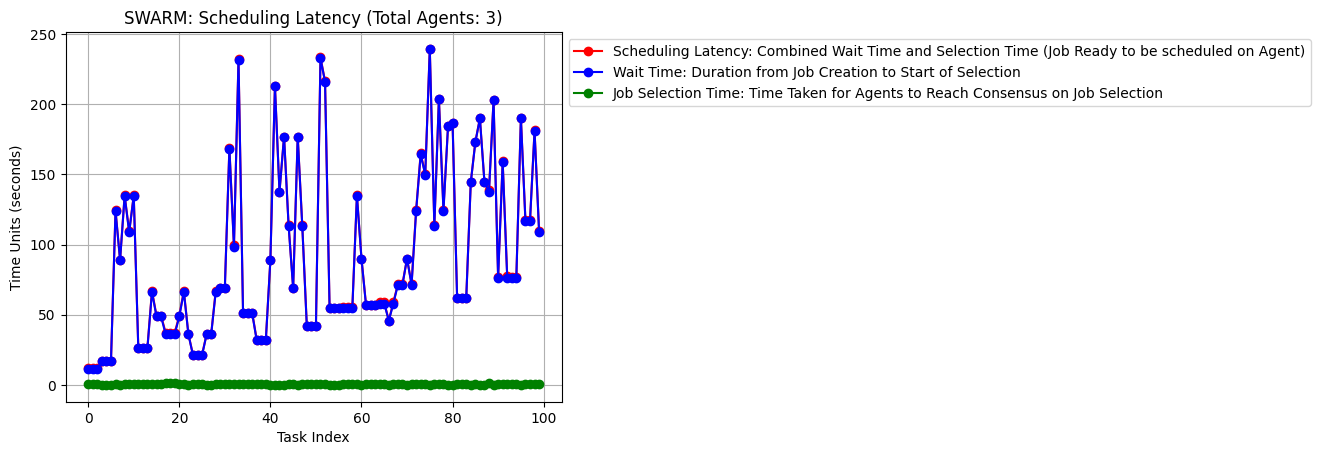 SWARM: Scheduling Latency (Total Agents: 3)
Scheduling Latency: Combined Wait Time and Selection Time (Job Ready to be scheduled on Agent)
Wait Time: Duration from Job Creation to Start of Selection
Job Selection Time: Time Taken for Agents to Reach Consensus on Job Selection
Time Units (seconds)
250
200
150
100
50
0
0 20 40 60 80 100
Task Index